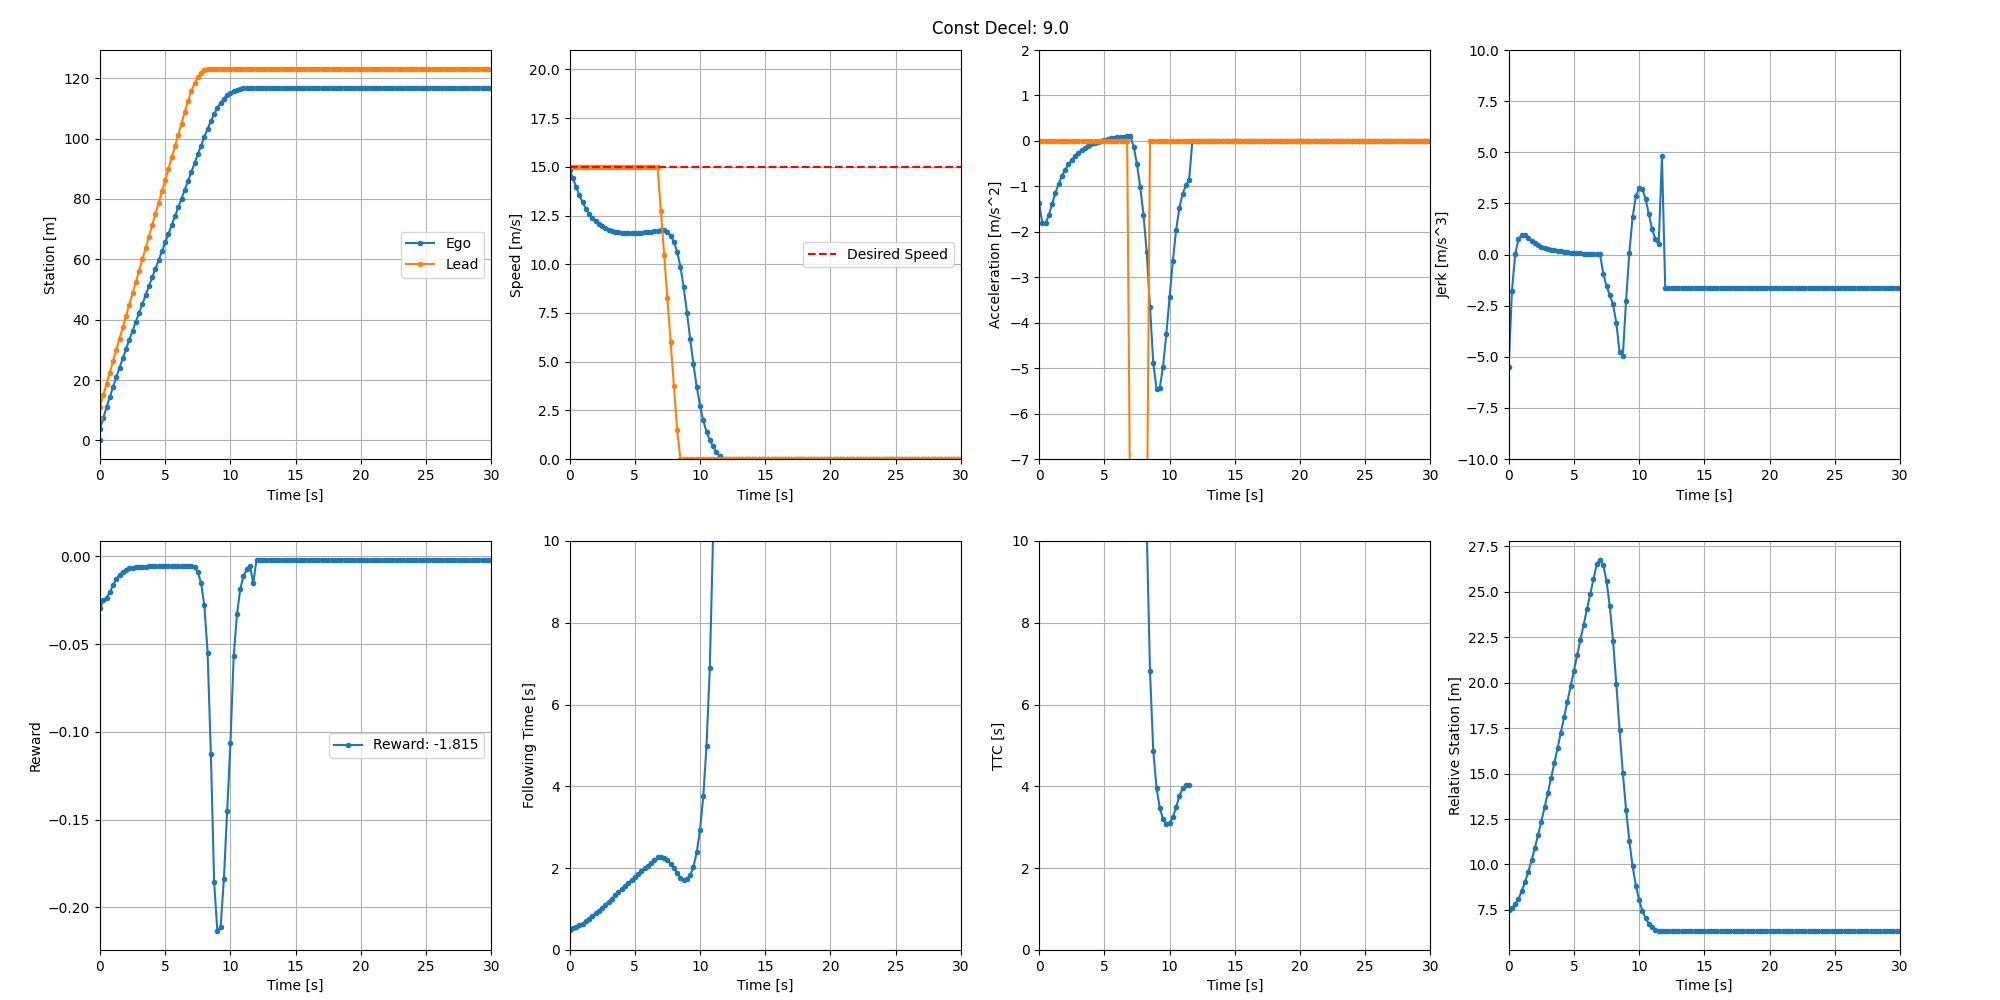 Const Decel: 9.0
Station [m]
120
100
80
60
40
20
0
0 5 10 15 20 25 30
Time [s]
Ego
Lead
Speed [m/s]
20.0
17.5
15.0
12.5
10.0
7.5
5.0
2.5
0.0
0 5 10 15 20 25 30
Time [s]
Desired Speed
Acceleration [m/s^2]
2
1
0
−1
−2
−3
−4
−5
−6
−7
0 5 10 15 20 25 30
Time [s]
Jerk [m/s^3]
10.0
7.5
5.0
2.5
0.0
−2.5
−5.0
−7.5
−10.0
0 5 10 15 20 25 30
Time [s]
Reward
0.00
−0.05
−0.10
−0.15
−0.20
0 5 10 15 20 25 30
Time [s]
Reward: -1.815
Following Time [s]
10
8
6
4
2
0
0 5 10 15 20 25 30
Time [s]
TTC [s]
10
8
6
4
2
0
0 5 10 15 20 25 30
Time [s]
Relative Station [m]
27.5
25.0
22.5
20.0
17.5
15.0
12.5
10.0
7.5
0 5 10 15 20 25 30
Time [s]